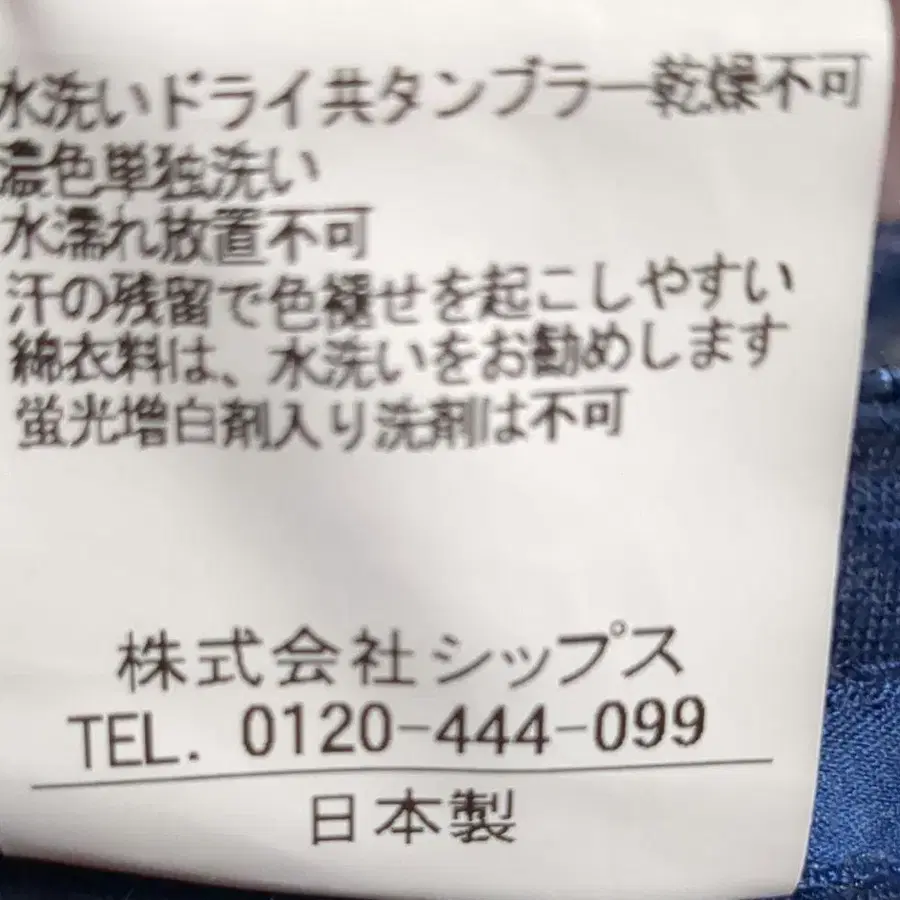 水洗いドライ共タンブラー乾燥不可
濃色単独洗い
水濡れ放置不可
汗の残留で色褪せを起こしやすい
綿衣料は、水洗いをお勧めします
蛍光増白剤入り洗剤は不可
株式会社シップス
TEL. 0120-444-099
日本製